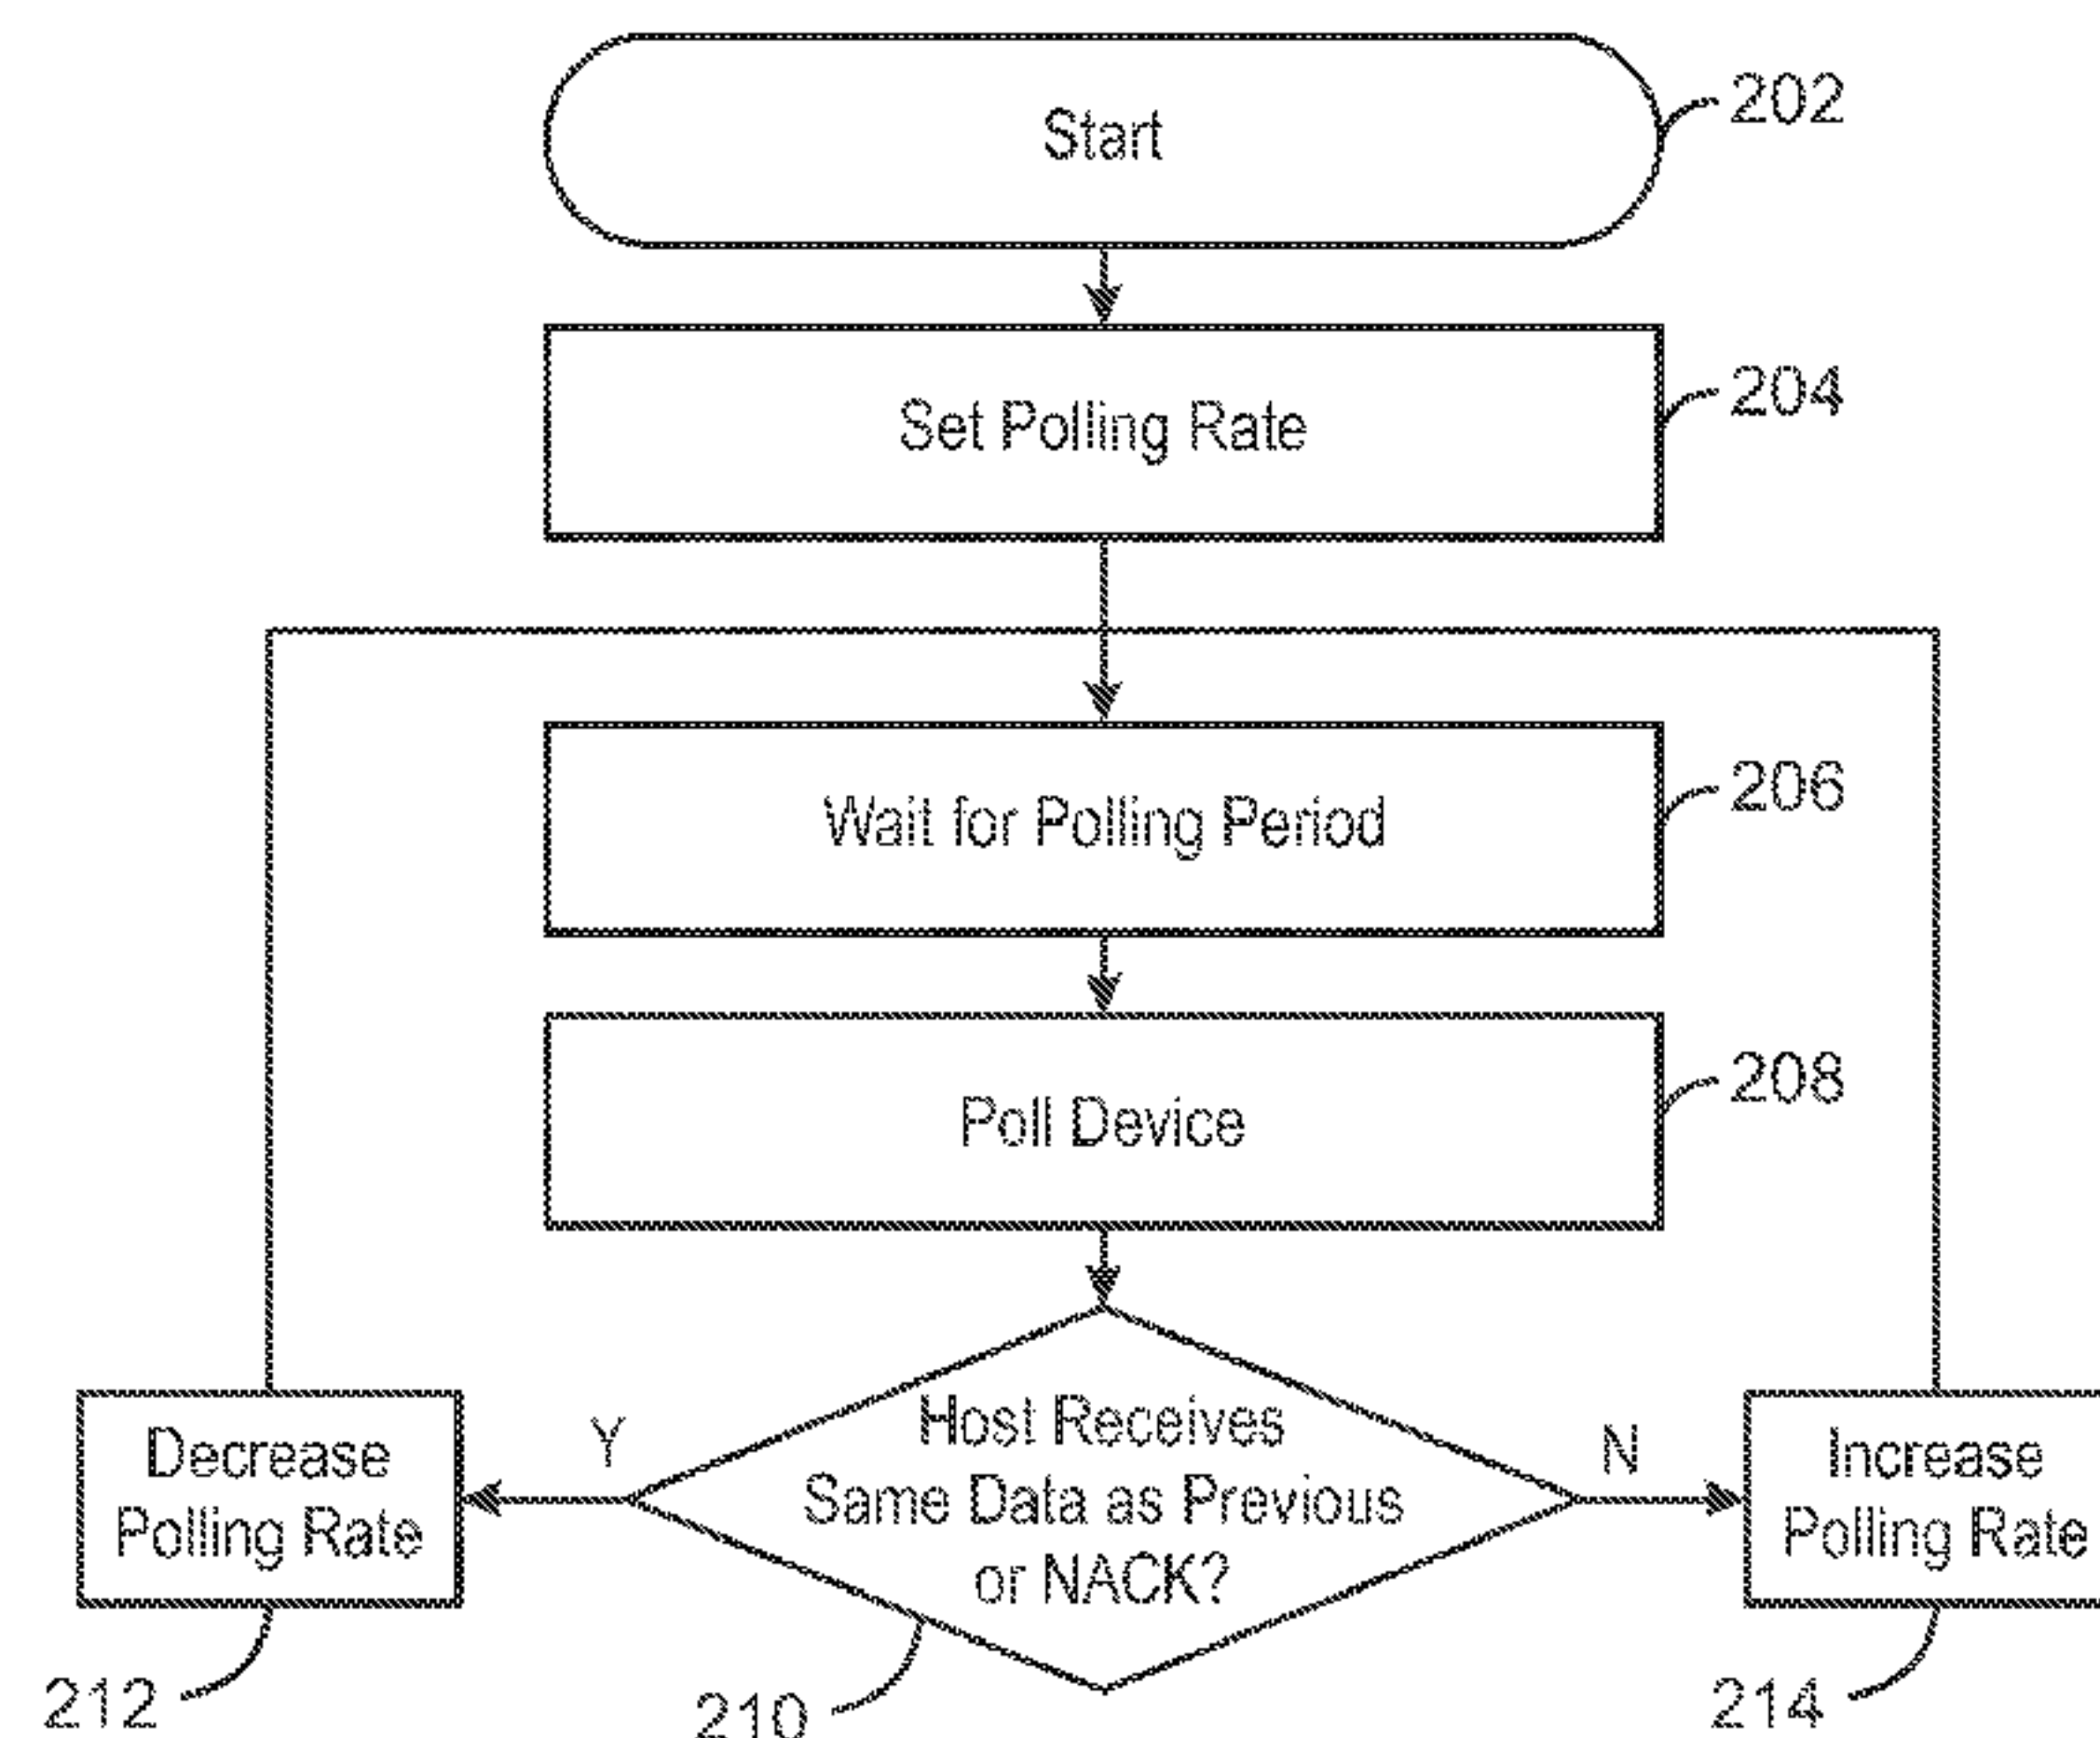 Start
202
Set Polling Rate
204
Wait for Polling Period
206
Poll Device
208
Host Receives
Same Data as Previous
or NACK?
Y
N
Decrease
Polling Rate
Increase
Polling Rate
212
210
214